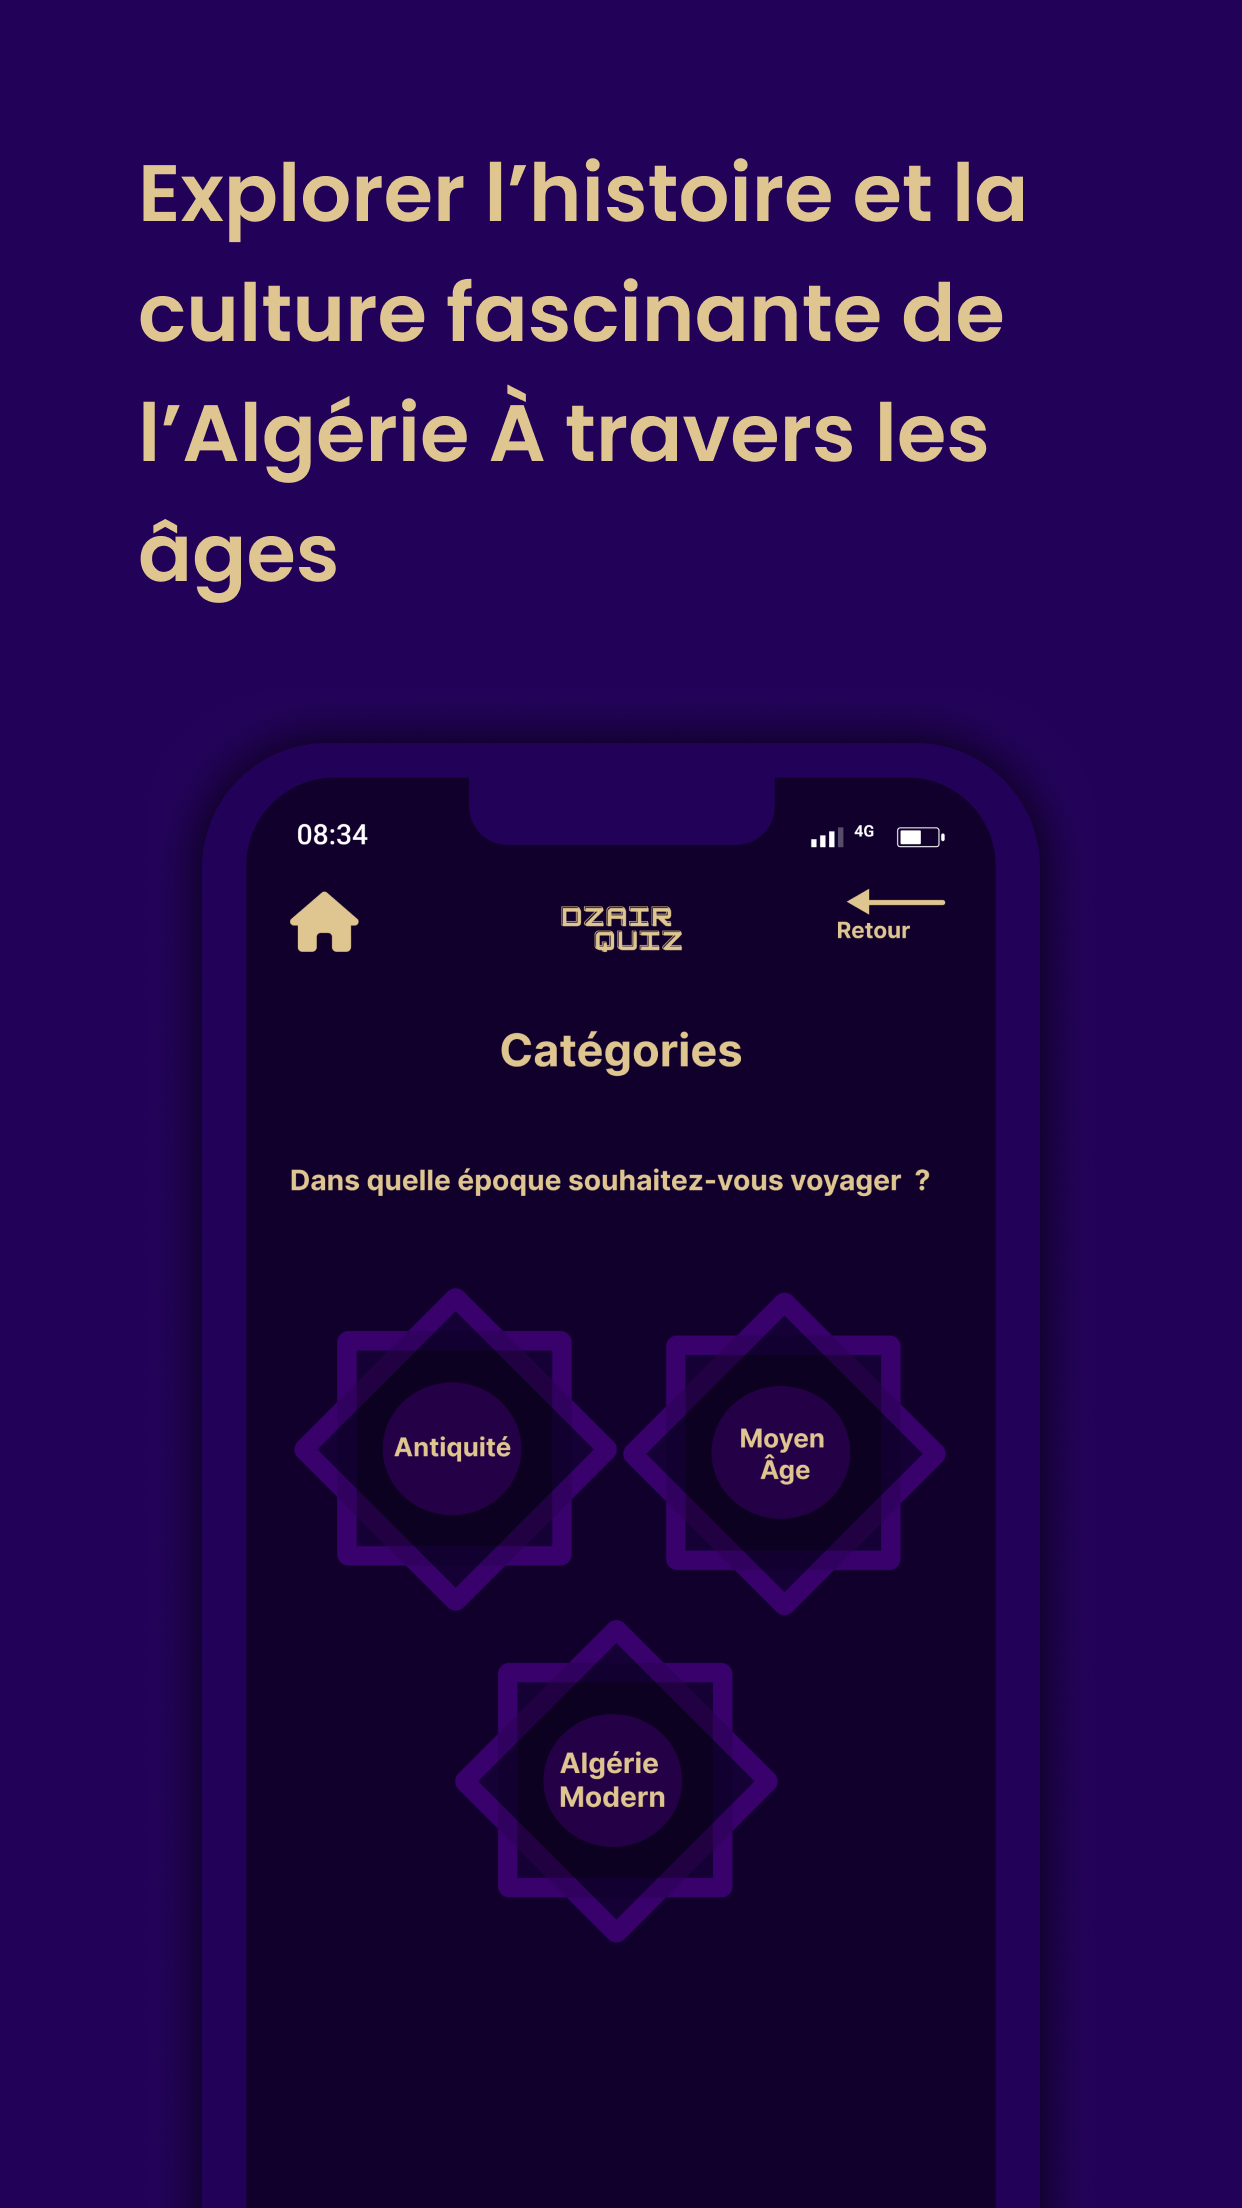 Explorer l’histoire et la
culture fascinante de
l’Algérie À travers les
âges
08:34
4G
DZAIR
QUIZ
Retour
Catégories
Dans quelle époque souhaitez-vous voyager ?
Antiquité
Moyen
Âge
Algérie
Modern